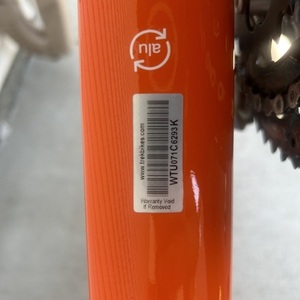 alu
www.trekbikes.com
WTU071C6293K
Warranty Void
If Removed